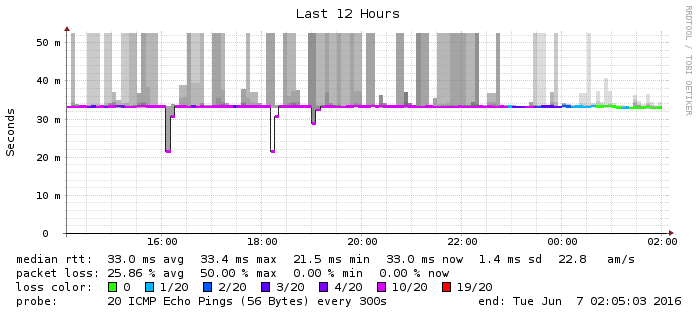 Last 12 Hours
RRDTOOL / TOBI OETIKER
Seconds
50 m
40 m
30 m
20 m
10 m
0
16:00 18:00 20:00 22:00 00:00 02:00
median rtt: 33.0 ms avg 33.4 ms max 21.5 ms min 33.0 ms now 1.4 ms sd 22.8 am/s
packet loss: 25.86 % avg 50.00 % max 0.00 % min 0.00 % now
loss color: 0 1/20 2/20 3/20 4/20 10/20 19/20
probe: 20 ICMP Echo Pings (56 Bytes) every 300s end: Tue Jun 7 02:05:03 2016